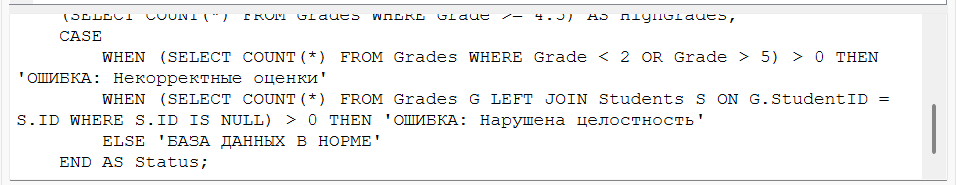 (SELECT COUNT(*) FROM Grades WHERE Grade >= 4.5) AS HighGrades,
CASE
WHEN (SELECT COUNT(*) FROM Grades WHERE Grade < 2 OR Grade > 5) > 0 THEN
'ОШИБКА: Некорректные оценки'
WHEN (SELECT COUNT(*) FROM Grades G LEFT JOIN Students S ON G.StudentID =
S.ID WHERE S.ID IS NULL) > 0 THEN 'ОШИБКА: Нарушена целостность'
ELSE 'БАЗА ДАННЫХ В НОРМЕ'
END AS Status;